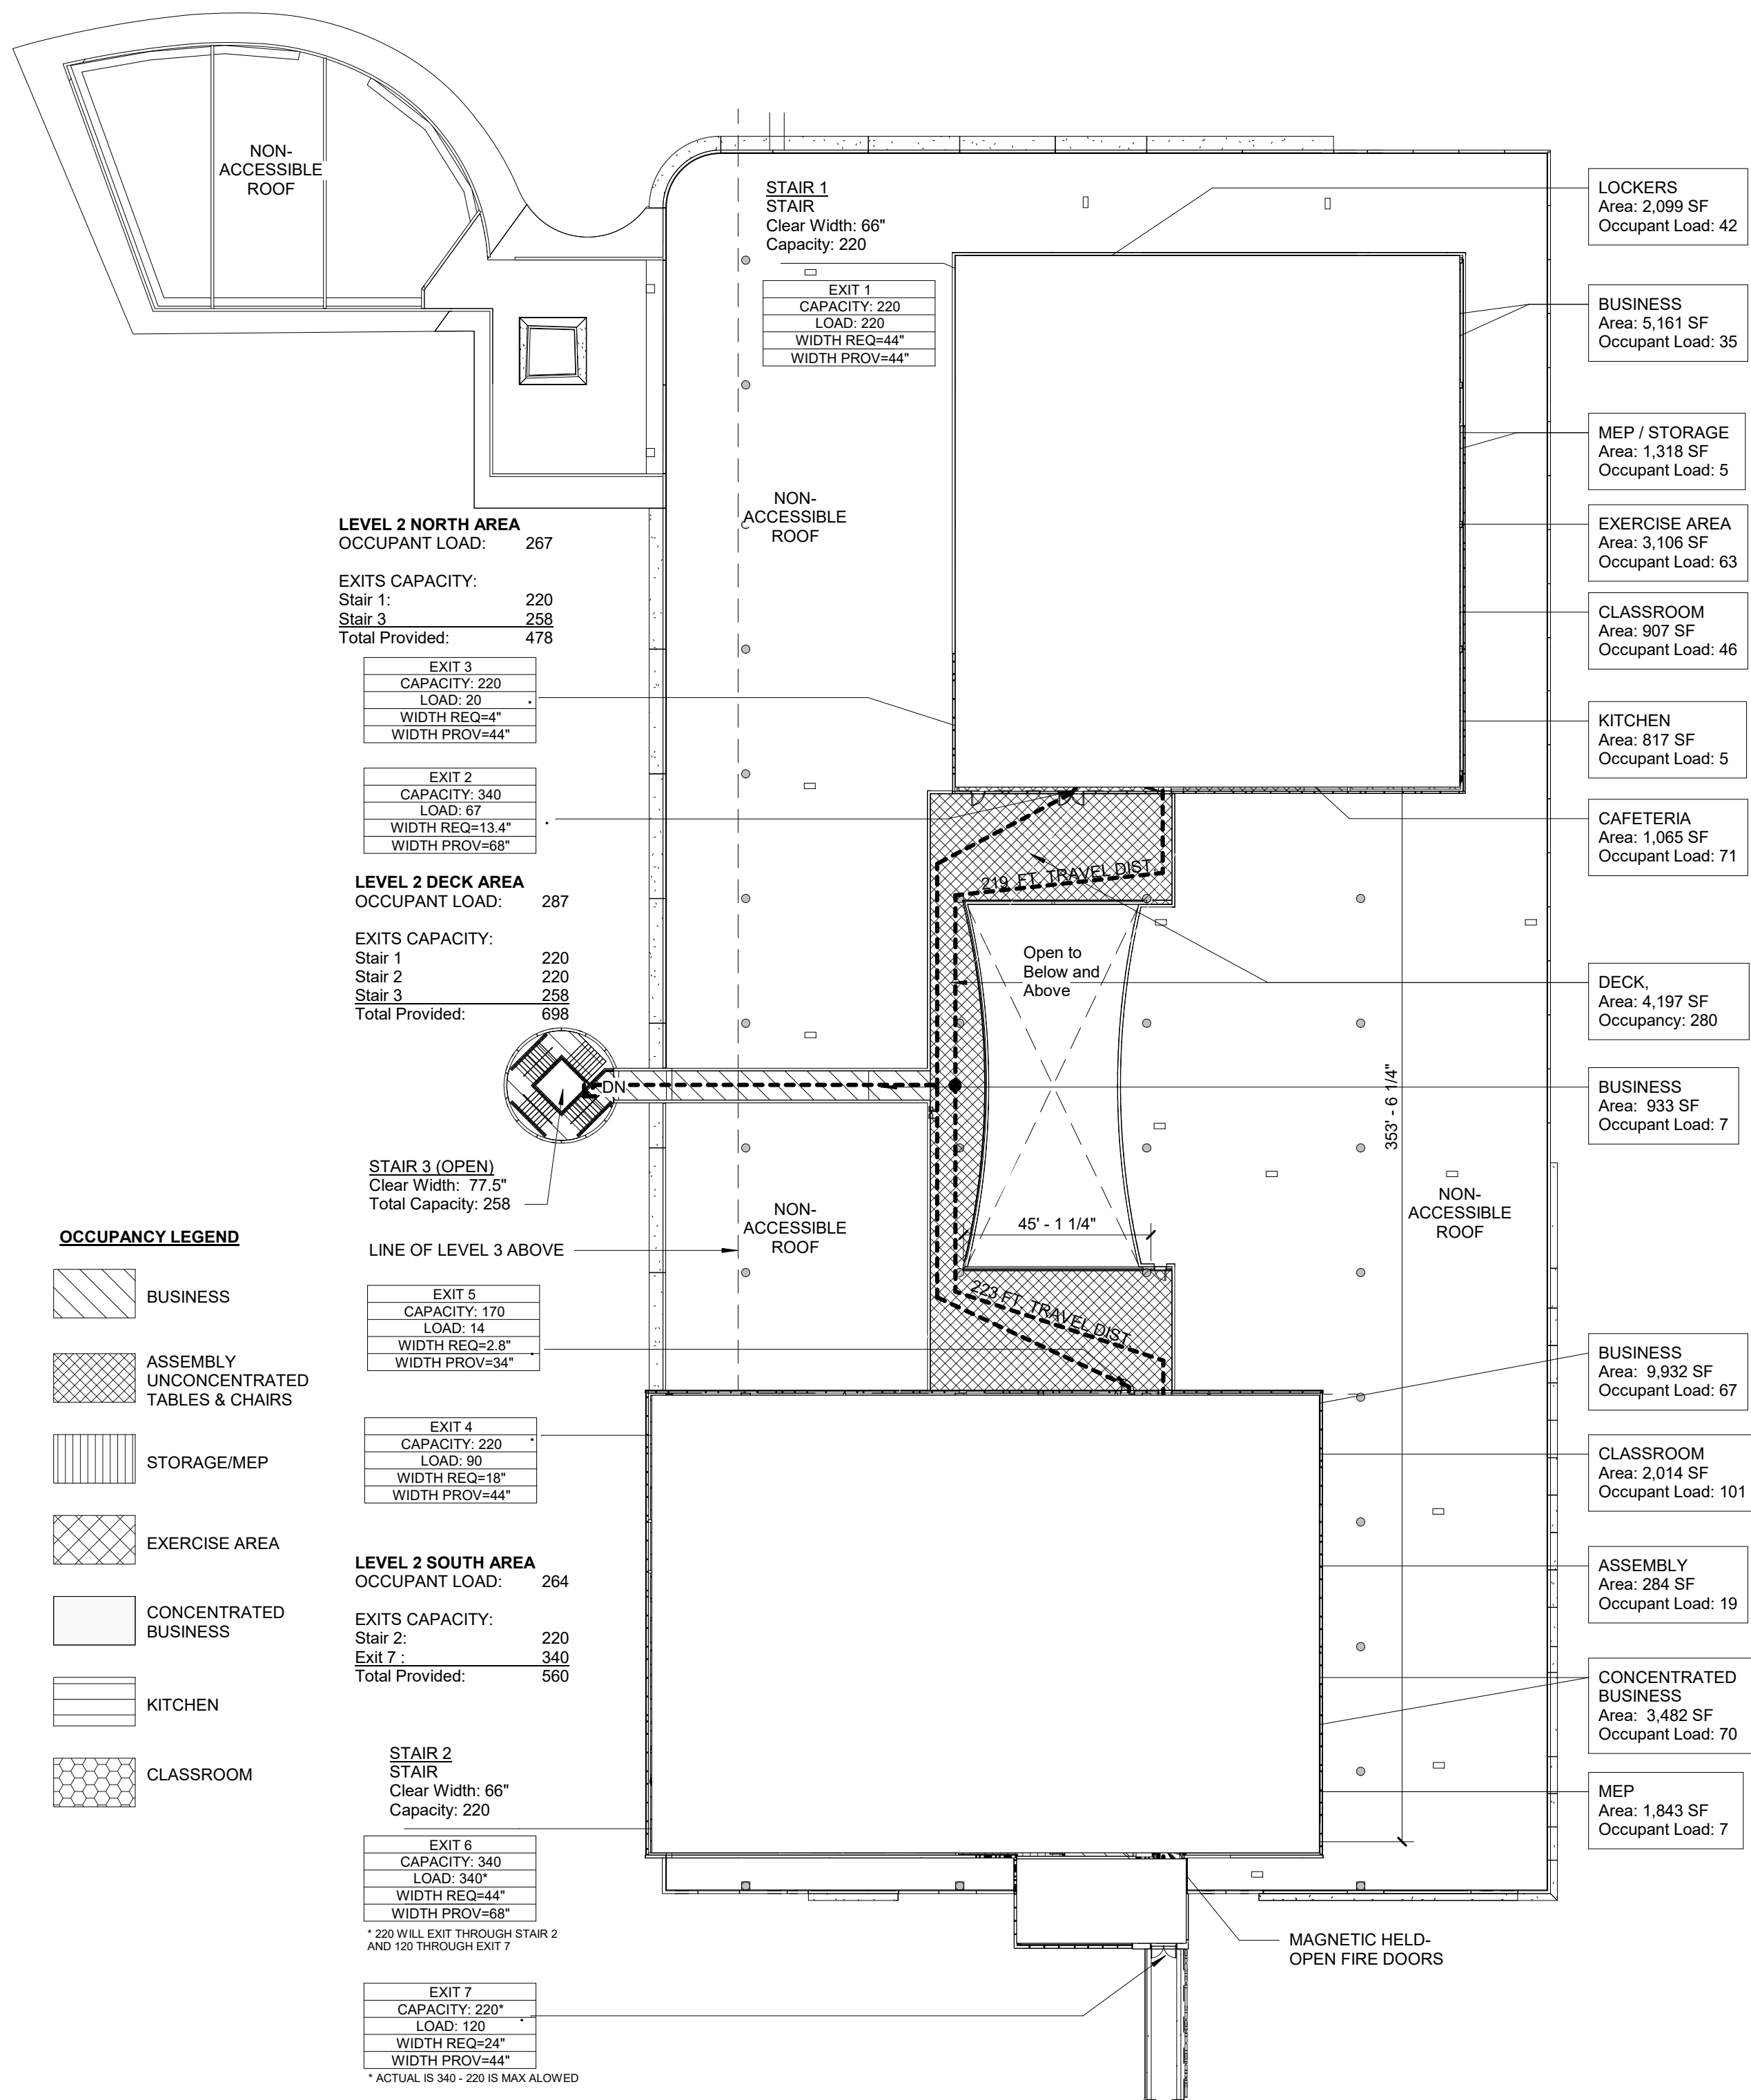 NON-
ACCESSIBLE
ROOF
STAIR 1
STAIR
Clear Width: 66"
Capacity: 220
EXIT 1
CAPACITY: 220
LOAD: 220
WIDTH REQ=44"
WIDTH PROV=44"
NON-
ACCESSIBLE
ROOF
LEVEL 2 NORTH AREA
OCCUPANT LOAD: 267
EXITS CAPACITY:
Stair 1: 220
Stair 3 258
Total Provided: 478
EXIT 3
CAPACITY: 220
LOAD: 20
WIDTH REQ=4"
WIDTH PROV=44"
EXIT 2
CAPACITY: 340
LOAD: 67
WIDTH REQ=13.4"
WIDTH PROV=68"
LEVEL 2 DECK AREA
OCCUPANT LOAD: 287
EXITS CAPACITY:
Stair 1 220
Stair 2 220
Stair 3 258
Total Provided: 698
219 FT. TRAVEL DIST
Open to
Below and
Above
DN
STAIR 3 (OPEN)
Clear Width: 77.5"
Total Capacity: 258
LINE OF LEVEL 3 ABOVE
NON-
ACCESSIBLE
ROOF
45' - 1 1/4"
353' - 6 1/4"
NON-
ACCESSIBLE
ROOF
223 FT. TRAVEL DIST
EXIT 5
CAPACITY: 170
LOAD: 14
WIDTH REQ=2.8"
WIDTH PROV=34"
EXIT 4
CAPACITY: 220
LOAD: 90
WIDTH REQ=18"
WIDTH PROV=44"
LEVEL 2 SOUTH AREA
OCCUPANT LOAD: 264
EXITS CAPACITY:
Stair 2: 220
Exit 7 : 340
Total Provided: 560
STAIR 2
STAIR
Clear Width: 66"
Capacity: 220
EXIT 6
CAPACITY: 340
LOAD: 340*
WIDTH REQ=44"
WIDTH PROV=68"
* 220 WILL EXIT THROUGH STAIR 2
AND 120 THROUGH EXIT 7
EXIT 7
CAPACITY: 220*
LOAD: 120
WIDTH REQ=24"
WIDTH PROV=44"
* ACTUAL IS 340 - 220 IS MAX ALOWED
MAGNETIC HELD-
OPEN FIRE DOORS
OCCUPANCY LEGEND
BUSINESS
ASSEMBLY
UNCONCENTRATED
TABLES & CHAIRS
STORAGE/MEP
EXERCISE AREA
CONCENTRATED
BUSINESS
KITCHEN
CLASSROOM
LOCKERS
Area: 2,099 SF
Occupant Load: 42
BUSINESS
Area: 5,161 SF
Occupant Load: 35
MEP / STORAGE
Area: 1,318 SF
Occupant Load: 5
EXERCISE AREA
Area: 3,106 SF
Occupant Load: 63
CLASSROOM
Area: 907 SF
Occupant Load: 46
KITCHEN
Area: 817 SF
Occupant Load: 5
CAFETERIA
Area: 1,065 SF
Occupant Load: 71
DECK,
Area: 4,197 SF
Occupancy: 280
BUSINESS
Area: 933 SF
Occupant Load: 7
BUSINESS
Area: 9,932 SF
Occupant Load: 67
CLASSROOM
Area: 2,014 SF
Occupant Load: 101
ASSEMBLY
Area: 284 SF
Occupant Load: 19
CONCENTRATED
BUSINESS
Area: 3,482 SF
Occupant Load: 70
MEP
Area: 1,843 SF
Occupant Load: 7